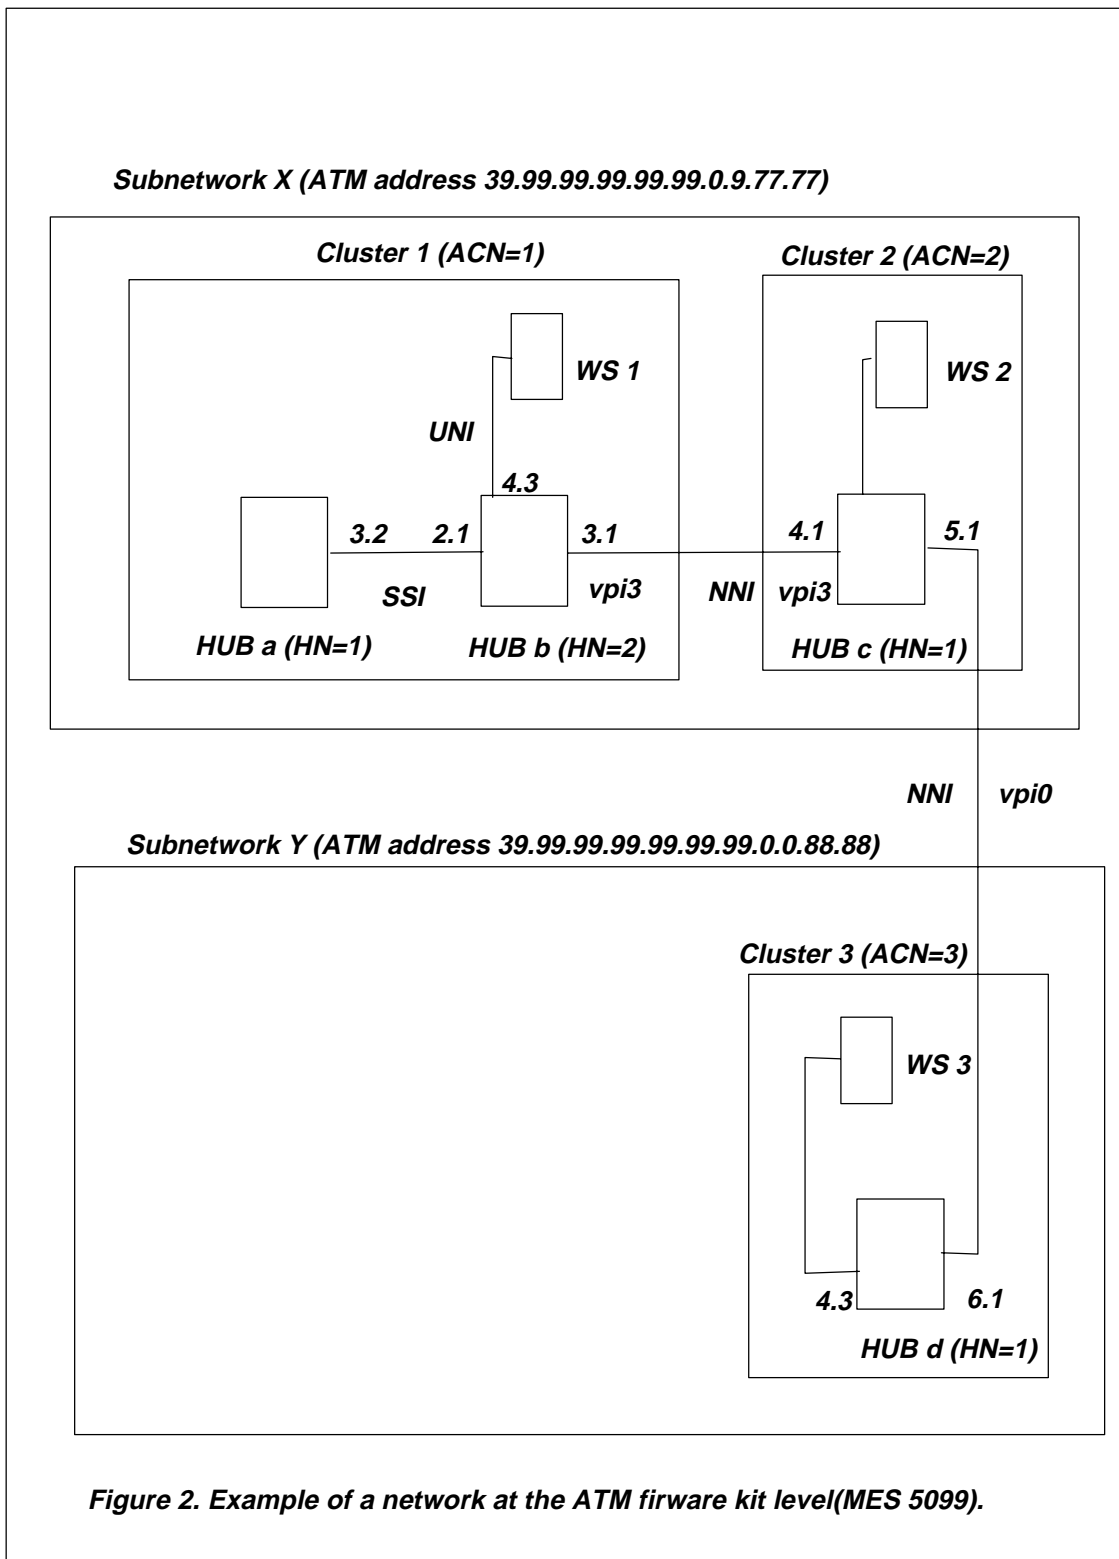 Subnetwork X (ATM address 39.99.99.99.99.99.0.9.77.77)
Cluster 1 (ACN=1)
Cluster 2 (ACN=2)
WS 1
WS 2
UNI
4.3
3.2
2.1
3.1
4.1
5.1
SSI
vpi3
NNI
vpi3
HUB a (HN=1)
HUB b (HN=2)
HUB c (HN=1)
NNI
vpi0
Subnetwork Y (ATM address 39.99.99.99.99.99.99.0.0.88.88)
Cluster 3 (ACN=3)
WS 3
4.3
6.1
HUB d (HN=1)
Figure 2. Example of a network at the ATM firware kit level(MES 5099).